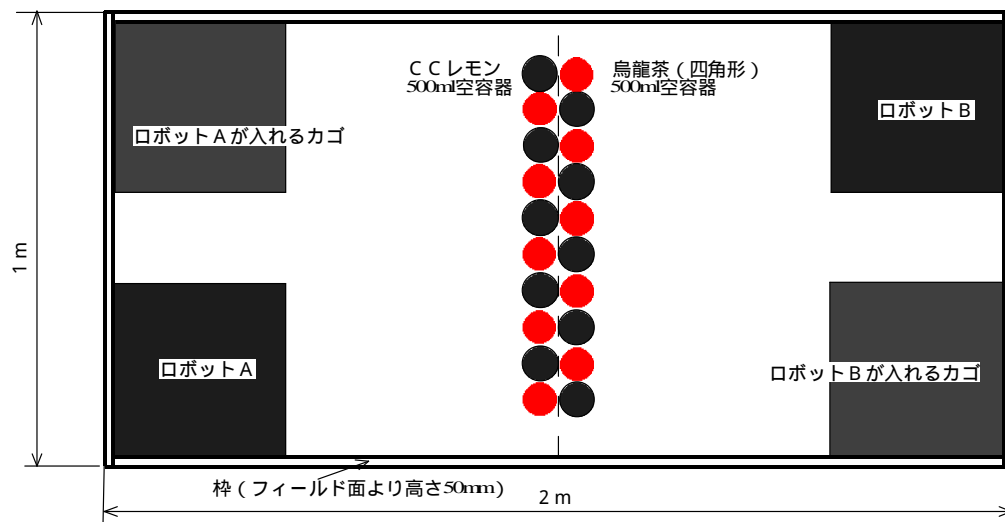 CCレモン
500ml空容器
烏龍茶(四角形)
500ml空容器
ロボットB
ロボットAが入れるカゴ
1 m
ロボットA
ロボットBが入れるカゴ
枠(フィールド面より高さ50mm)
2 m